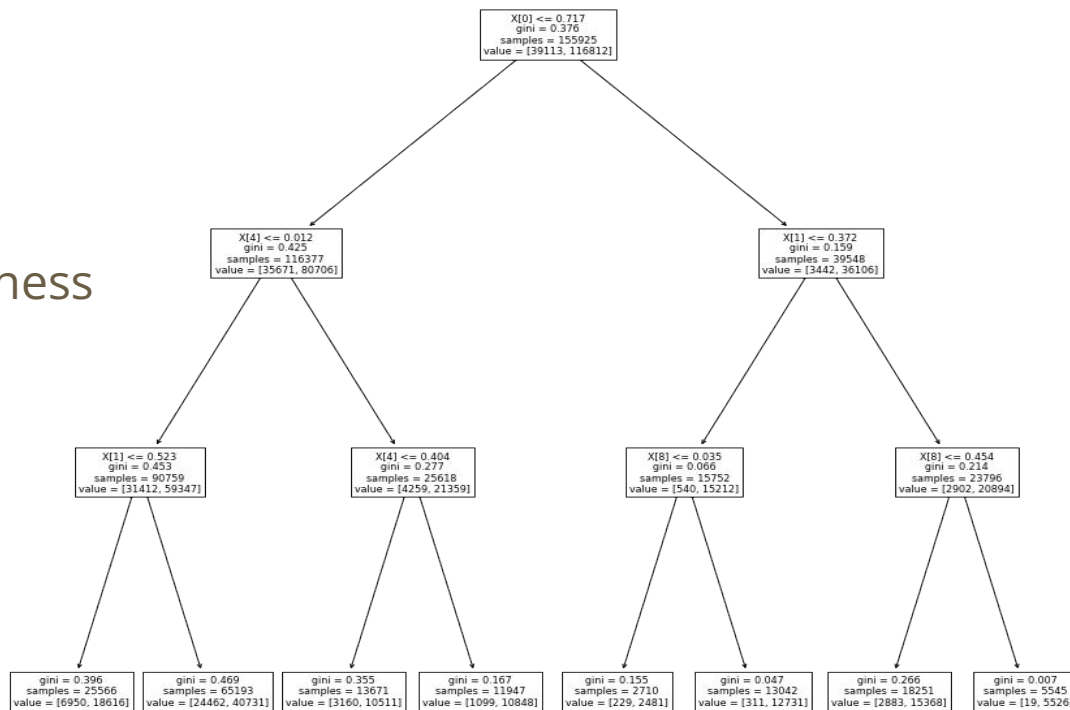 X[0] <= 0.717
gini = 0.376
samples = 155925
value = [39113, 116812]
X[4] <= 0.012
gini = 0.425
samples = 116377
value = [35671, 80706]
X[1] <= 0.372
gini = 0.159
samples = 39548
value = [3442, 36106]
ness
X[1] <= 0.523
gini = 0.453
samples = 90759
value = [31412, 59347]
X[4] <= 0.404
gini = 0.277
samples = 25618
value = [4259, 21359]
X[8] <= 0.035
gini = 0.066
samples = 15752
value = [540, 15212]
X[8] <= 0.454
gini = 0.214
samples = 23796
value = [2902, 20894]
gini = 0.396
samples = 25566
value = [6950, 18616]
gini = 0.469
samples = 65193
value = [24462, 40731]
gini = 0.355
samples = 13671
value = [3160, 10511]
gini = 0.167
samples = 11947
value = [1099, 10848]
gini = 0.155
samples = 2710
value = [229, 2481]
gini = 0.047
samples = 13042
value = [311, 12731]
gini = 0.266
samples = 18251
value = [2883, 15368]
gini = 0.007
samples = 5545
value = [19, 5526